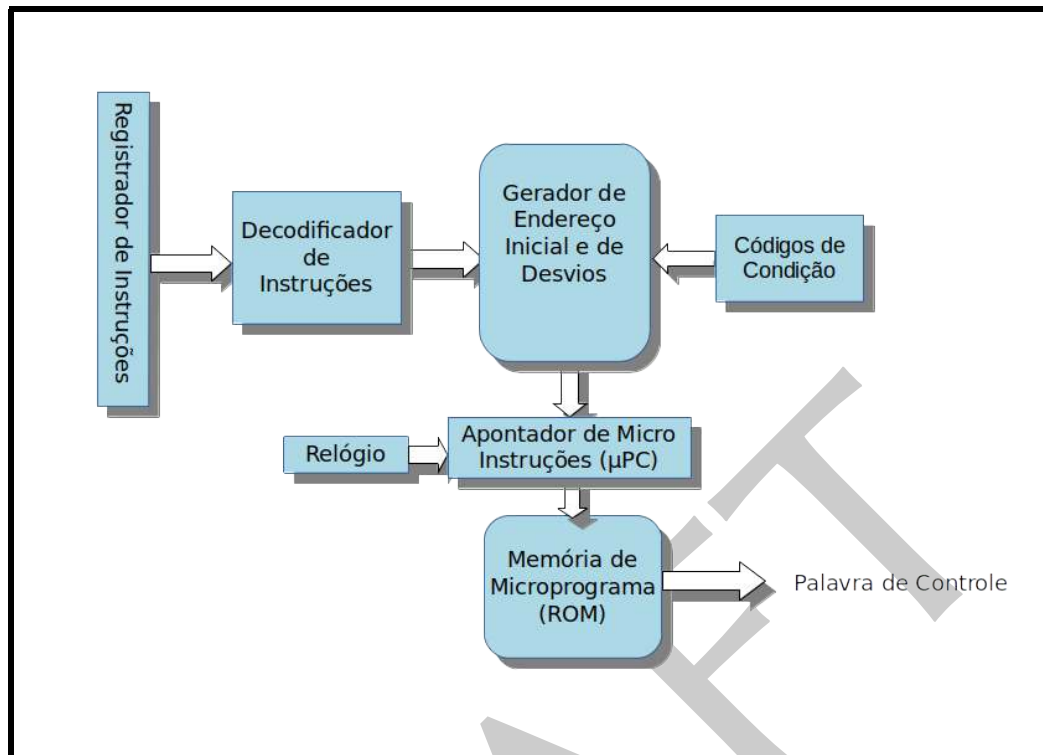 Registrador de Instruções
Decodificador
de
Instruções
Gerador de
Endereço
Inicial e de
Desvios
Códigos de
Condição
Relógio
Apontador de Micro
Instruções (µPC)
Memória de
Microprograma
(ROM)
Palavra de Controle